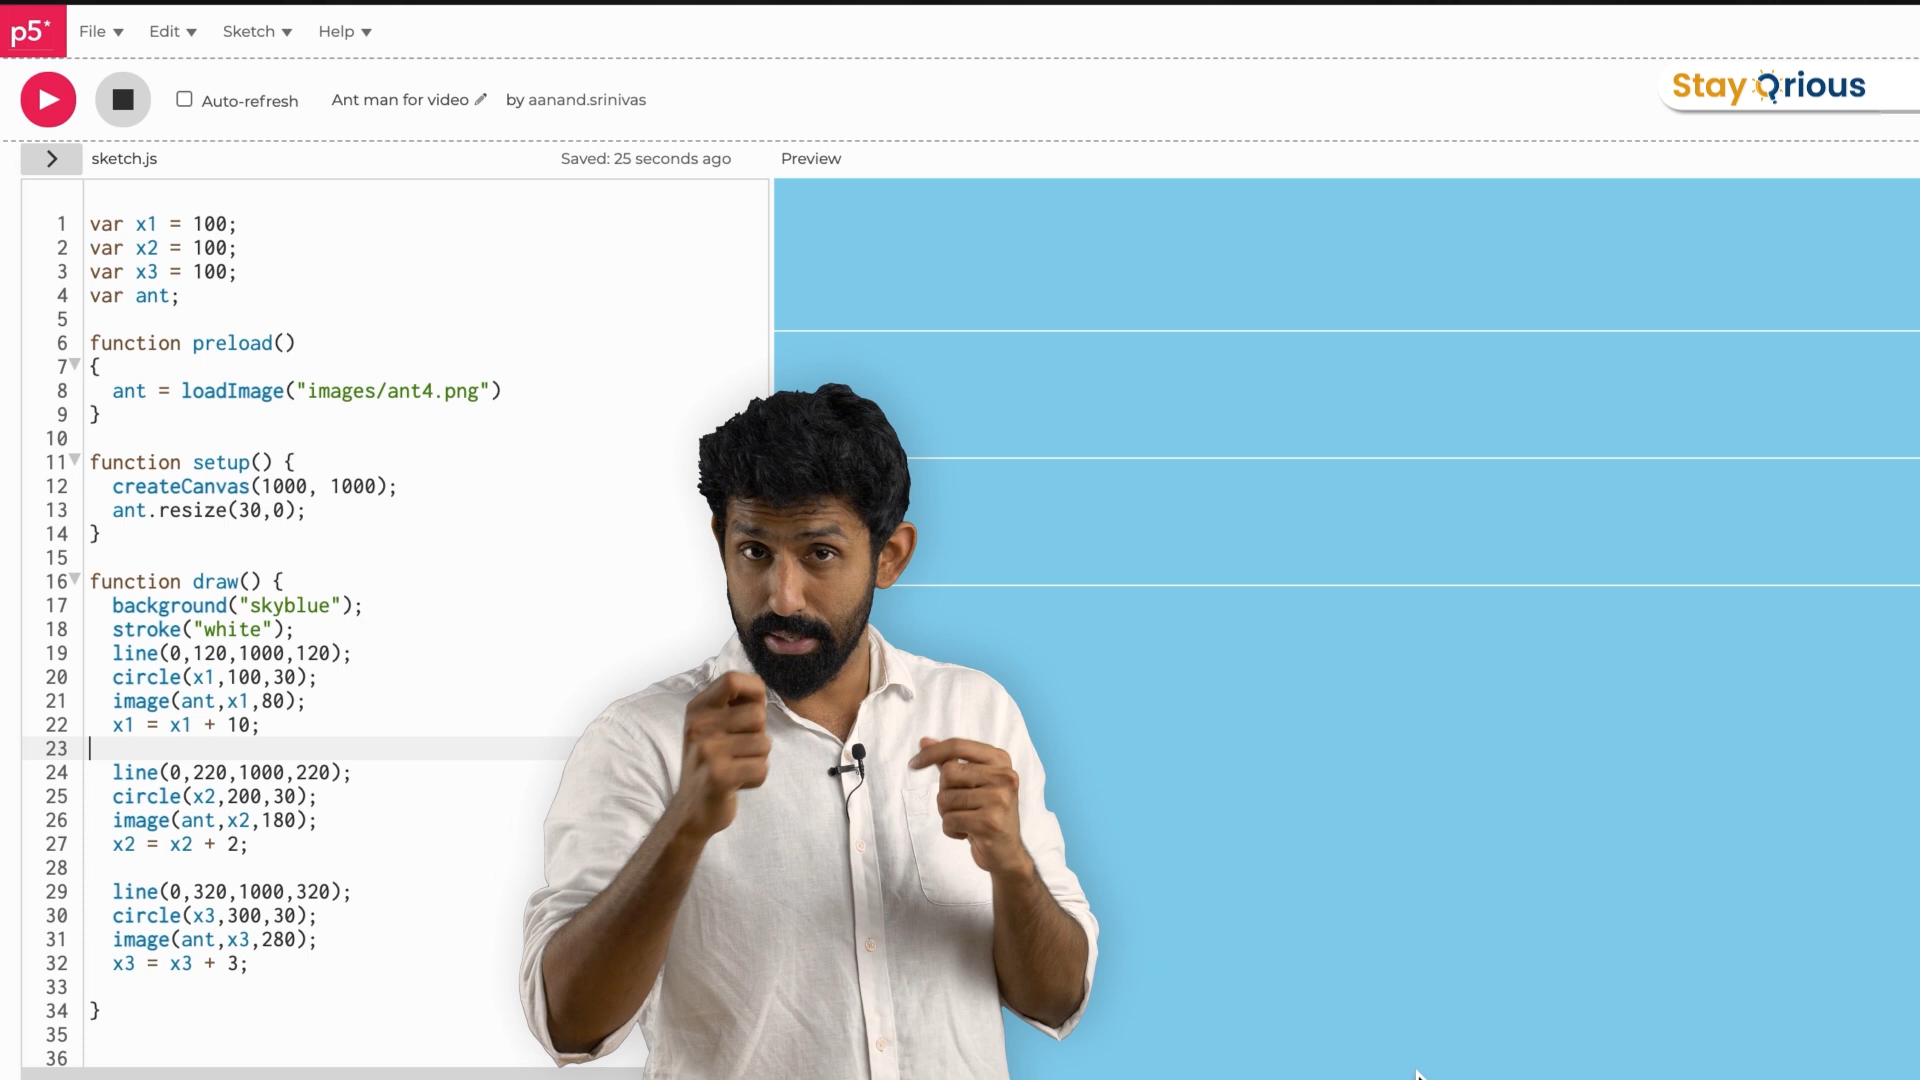 p5*
File Edit Sketch Help
Auto-refresh Ant man for video by aanand.srinivas
Stay Qrious
sketch.js Saved: 25 seconds ago Preview
1 var x1 = 100;
2 var x2 = 100;
3 var x3 = 100;
4 var ant;
5
6 function preload()
7 {
8 ant = loadImage("images/ant4.png")
9 }
10
11 function setup() {
12 createCanvas(1000, 1000);
13 ant.resize(30,0);
14 }
15
16 function draw() {
17 background("skyblue");
18 stroke("white");
19 line(0,120,1000,120);
20 circle(x1,100,30);
21 image(ant,x1,80);
22 x1 = x1 + 10;
23
24 line(0,220,1000,220);
25 circle(x2,200,30);
26 image(ant,x2,180);
27 x2 = x2 + 2;
28
29 line(0,320,1000,320);
30 circle(x3,300,30);
31 image(ant,x3,280);
32 x3 = x3 + 3;
33
34 }
35
36